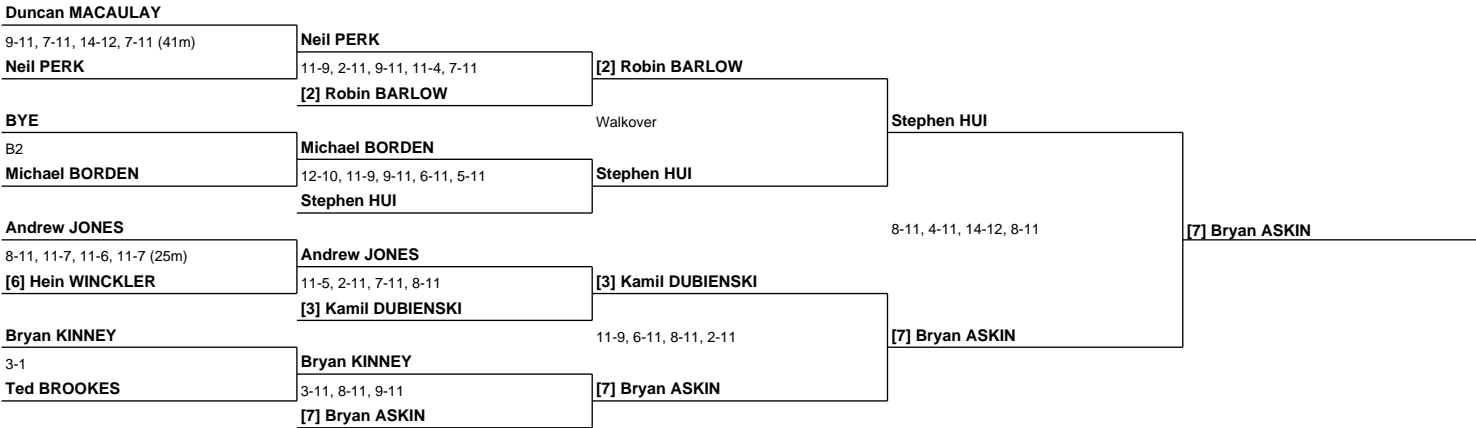 Duncan MACAULAY
9-11, 7-11, 14-12, 7-11 (41m)
Neil PERK
Neil PERK
11-9, 2-11, 9-11, 11-4, 7-11
[2] Robin BARLOW
[2] Robin BARLOW
BYE
B2
Michael BORDEN
Michael BORDEN
12-10, 11-9, 9-11, 6-11, 5-11
Stephen HUI
Walkover
Stephen HUI
Stephen HUI
Andrew JONES
8-11, 11-7, 11-6, 11-7 (25m)
[6] Hein WINCKLER
Andrew JONES
11-5, 2-11, 7-11, 8-11
[3] Kamil DUBIENSKI
[3] Kamil DUBIENSKI
8-11, 4-11, 14-12, 8-11
[7] Bryan ASKIN
Bryan KINNEY
3-1
Ted BROOKES
Bryan KINNEY
3-11, 8-11, 9-11
[7] Bryan ASKIN
11-9, 6-11, 8-11, 2-11
[7] Bryan ASKIN
[7] Bryan ASKIN